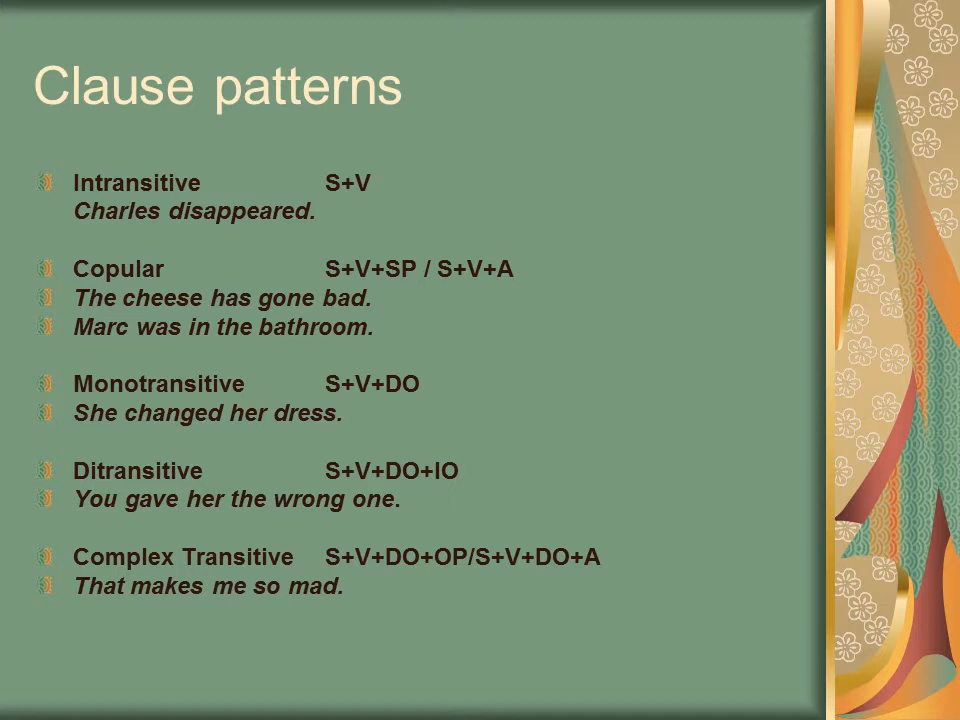 Clause patterns
Intransitive S+V
Charles disappeared.
Copular S+V+SP / S+V+A
The cheese has gone bad.
Marc was in the bathroom.
Monotransitive S+V+DO
She changed her dress.
Ditransitive S+V+DO+IO
You gave her the wrong one.
Complex Transitive S+V+DO+OP/S+V+DO+A
That makes me so mad.